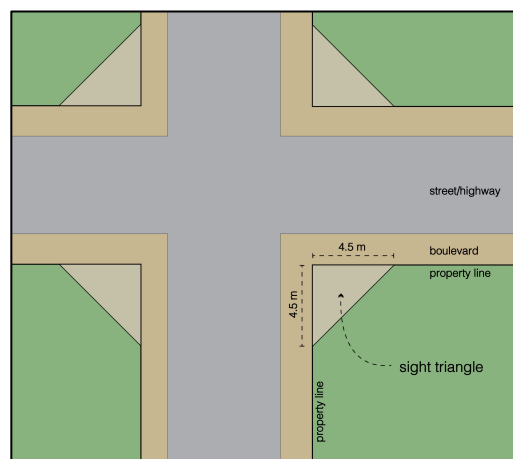 street/highway
4.5 m
boulevard
property line
4.5 m
sight triangle
property line